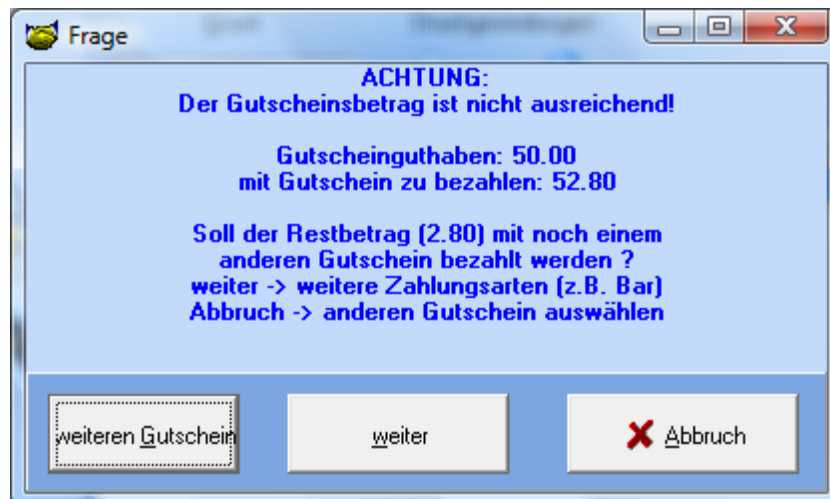 Frage
ACHTUNG:
Der Gutscheinsbetrag ist nicht ausreichend!
Gutscheinguthaben: 50.00
mit Gutschein zu bezahlen: 52.80
Soll der Restbetrag (2.80) mit noch einem
anderen Gutschein bezahlt werden ?
weiter -> weitere Zahlungsarten (z.B. Bar)
Abbruch -> anderen Gutschein auswählen
weiteren Gutschein
weiter
Abbruch